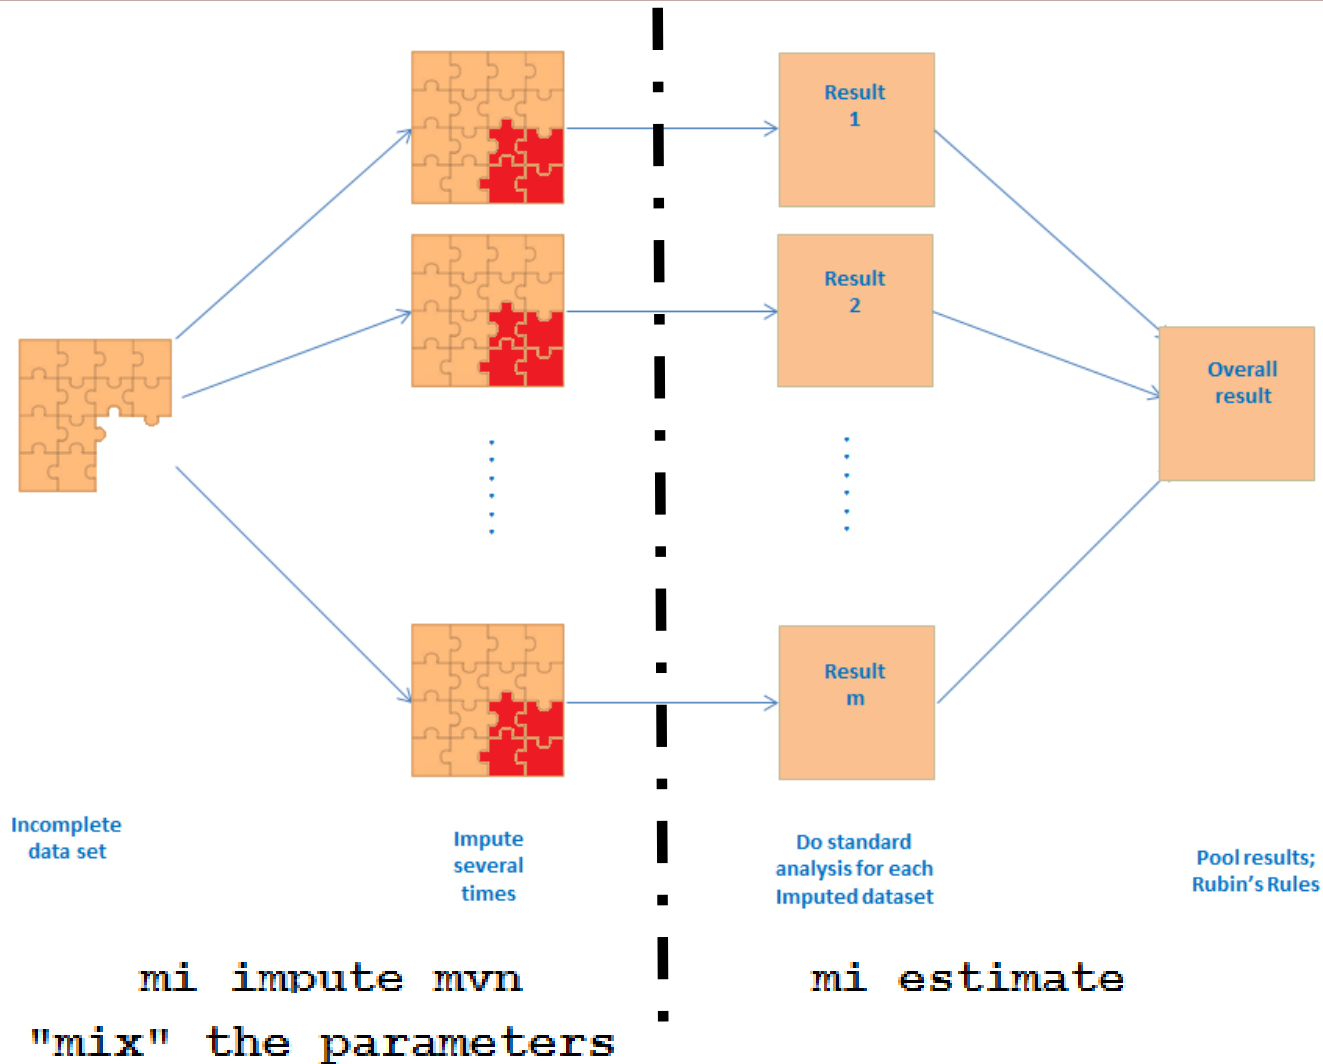 Result
1
Result
2
Overall
result
Result
m
Incomplete
data set
Impute
several
times
Do standard
analysis for each
Imputed dataset
Pool results;
Rubin's Rules
mi impute mvn
"mix" the parameters
mi estimate